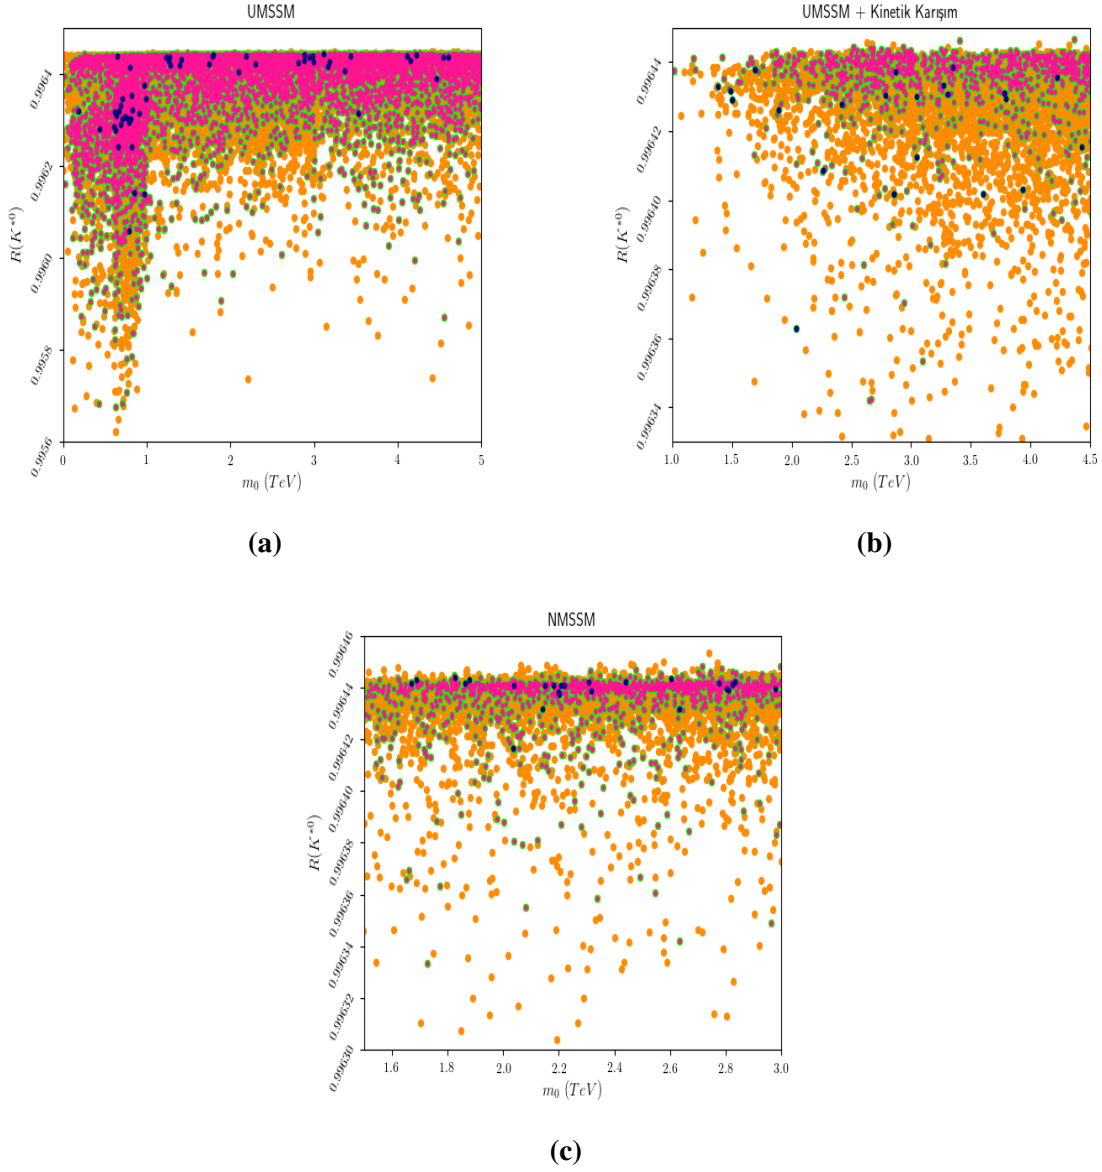 UMSSM
R(K*0)
0.9964
0.9962
0.9960
0.9958
0.9956
0 1 2 3 4 5
m0 (TeV)
(a)
UMSSM + Kinetik Karışım
R(K*0)
0.99644
0.99642
0.99640
0.99638
0.99636
0.99634
1.0 1.5 2.0 2.5 3.0 3.5 4.0 4.5
m0 (TeV)
(b)
NMSSM
R(K*0)
0.99646
0.99644
0.99642
0.99640
0.99638
0.99636
0.99634
0.99632
0.99630
1.6 1.8 2.0 2.2 2.4 2.6 2.8 3.0
m0 (TeV)
(c)